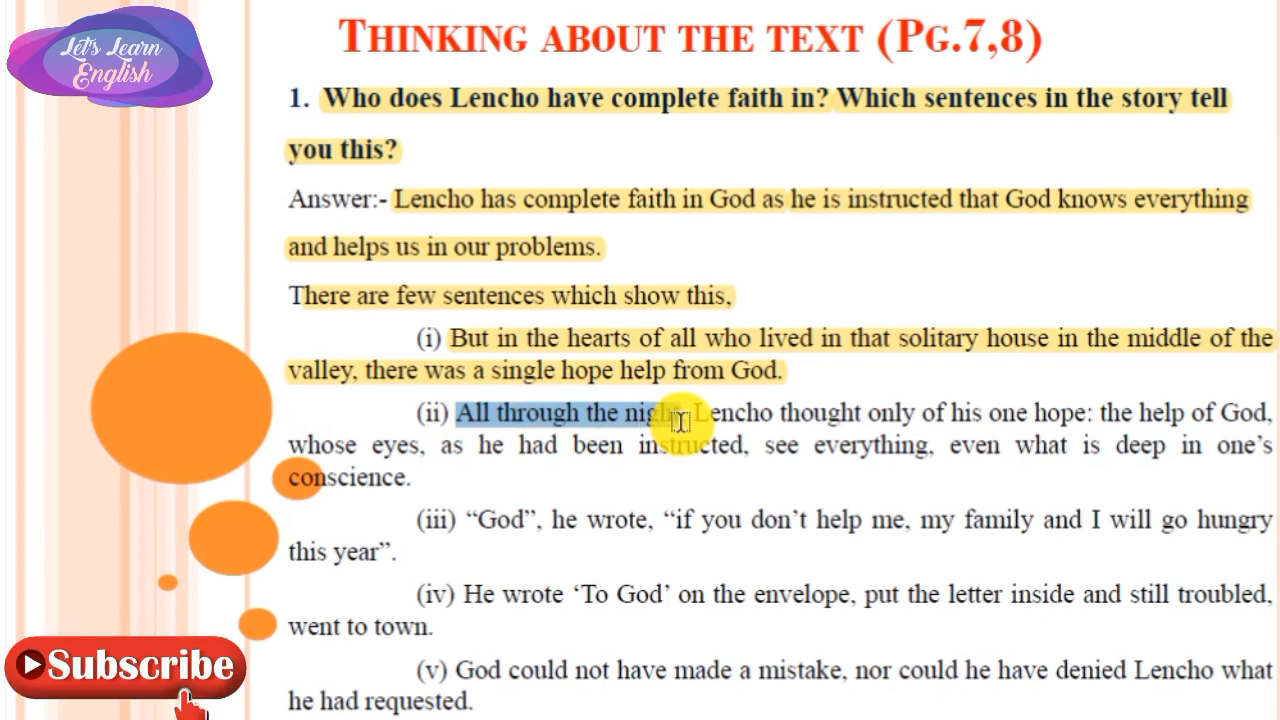 Let's Learn
English
THINKING ABOUT THE TEXT (PG.7,8)
1. Who does Lencho have complete faith in? Which sentences in the story tell
you this?
Answer:- Lencho has complete faith in God as he is instructed that God knows everything
and helps us in our problems.
There are few sentences which show this,
(i) But in the hearts of all who lived in that solitary house in the middle of the
valley, there was a single hope help from God.
(ii) All through the night, Lencho thought only of his one hope: the help of God,
whose eyes, as he had been instructed, see everything, even what is deep in one's
conscience.
(iii) “God”, he wrote, “if you don't help me, my family and I will go hungry
this year”.
(iv) He wrote ‘To God’ on the envelope, put the letter inside and still troubled,
went to town.
(v) God could not have made a mistake, nor could he have denied Lencho what
he had requested.
Subscribe